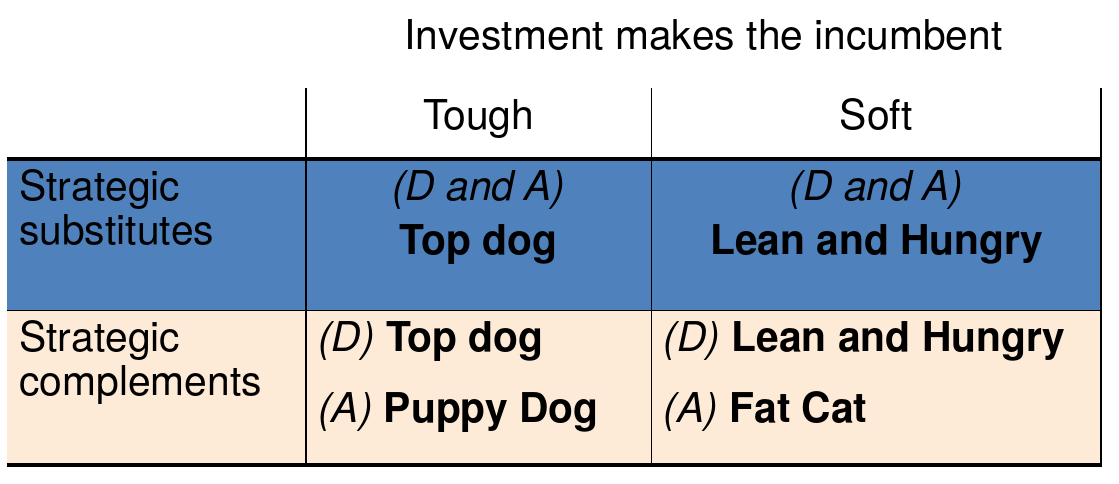 Investment makes the incumbent
Tough Soft
Strategic substitutes
(D and A) (D and A)
Top dog Lean and Hungry
Strategic complements
(D) Top dog (D) Lean and Hungry
(A) Puppy Dog (A) Fat Cat